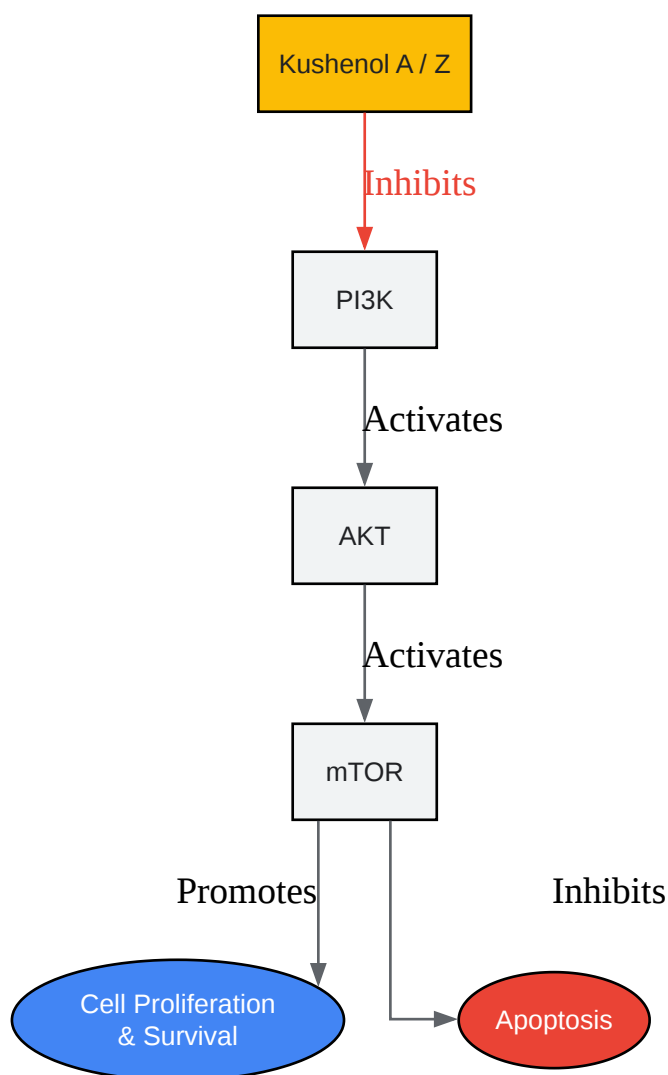 Kushenol A / Z
Inhibits
PI3K
Activates
AKT
Activates
mTOR
Promotes
Inhibits
Cell Proliferation
& Survival
Apoptosis